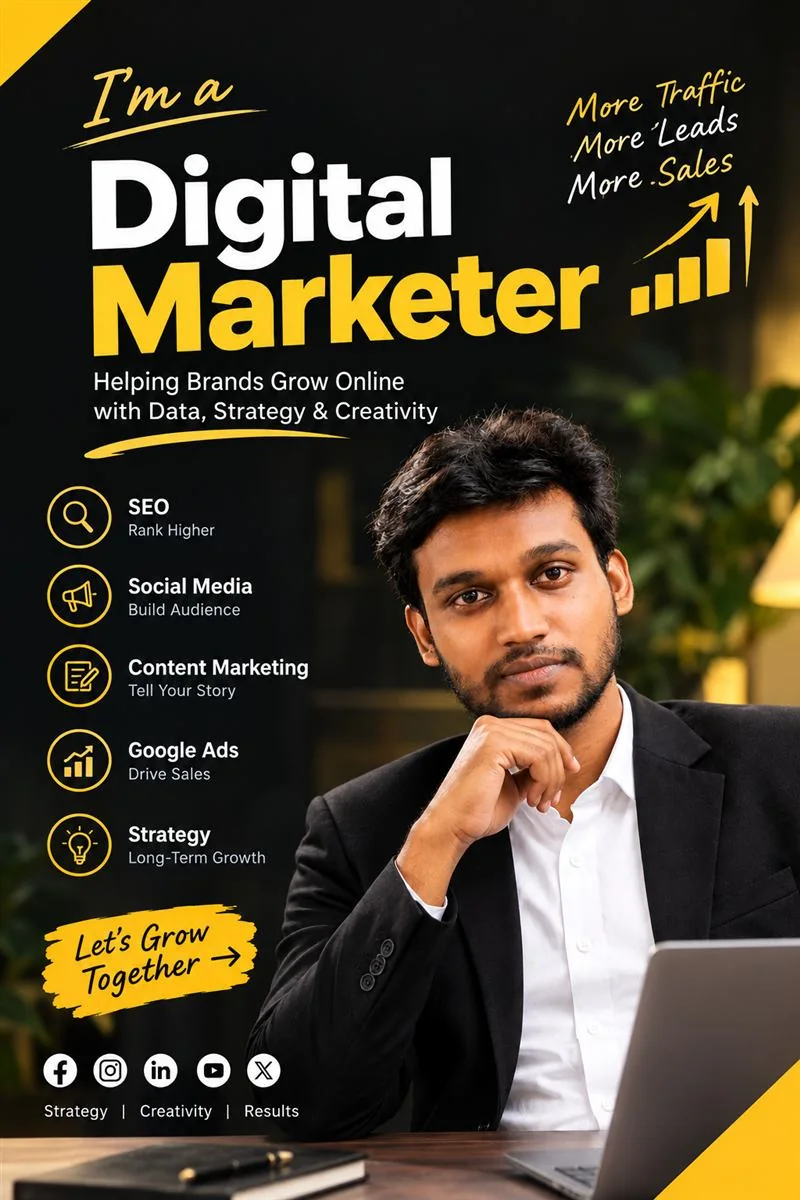 I'm a
Digital
Marketer
Helping Brands Grow Online
with Data, Strategy & Creativity
More Traffic
More Leads
More Sales
SEO
Rank Higher
Social Media
Build Audience
Content Marketing
Tell Your Story
Google Ads
Drive Sales
Strategy
Long-Term Growth
Let's Grow
Together →
Strategy | Creativity | Results